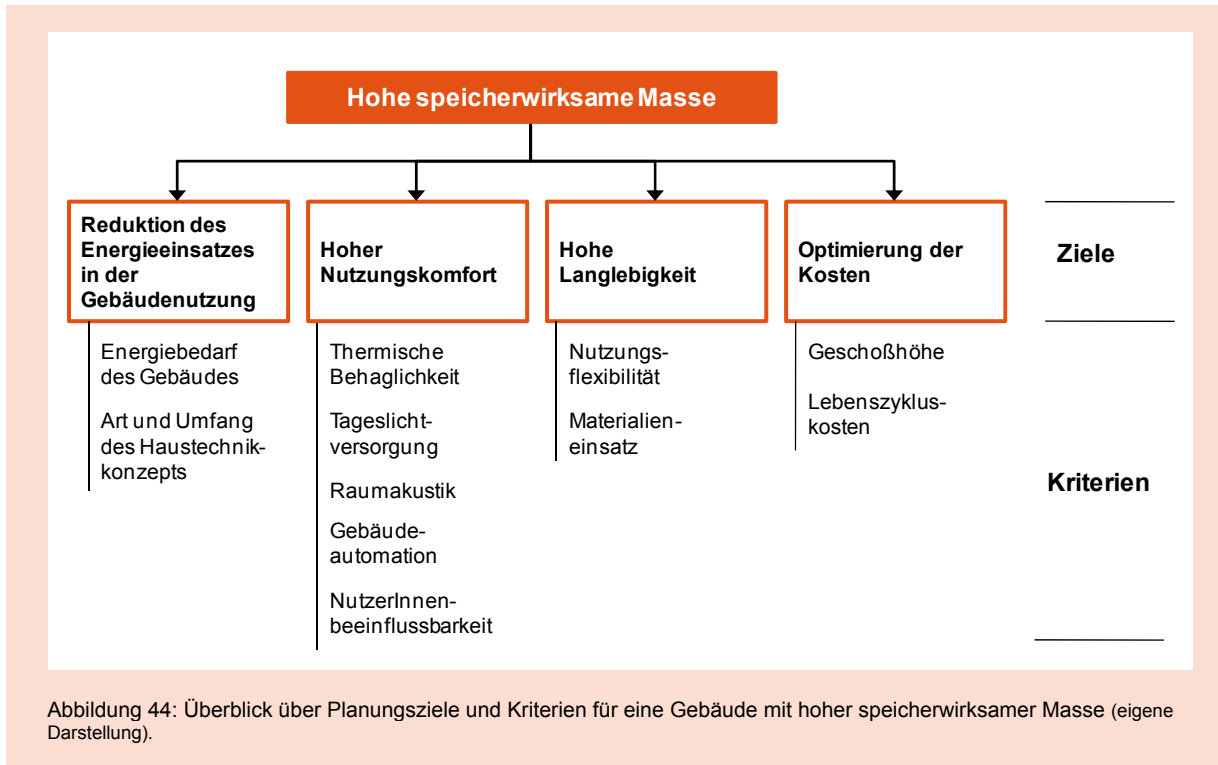 Hohe speicherwirksame Masse
Reduktion des
Energieeinsatzes
in der
Gebäudenutzung
Hoher
Nutzungskomfort
Hohe
Langlebigkeit
Optimierung der
Kosten
Ziele
Energiebedarf
des Gebäudes
Art und Umfang
des Haustechnik-
konzepts
Thermische
Behaglichkeit
Tageslicht-
versorgung
Raumakustik
Gebäude-
automation
NutzerInnen-
beeinflussbarkeit
Nutzungs-
flexibilität
Materialien-
einsatz
Geschoßhöhe
Lebenszyklus-
kosten
Kriterien
Abbildung 44: Überblick über Planungsziele und Kriterien für eine Gebäude mit hoher speicherwirksamer Masse (eigene
Darstellung).